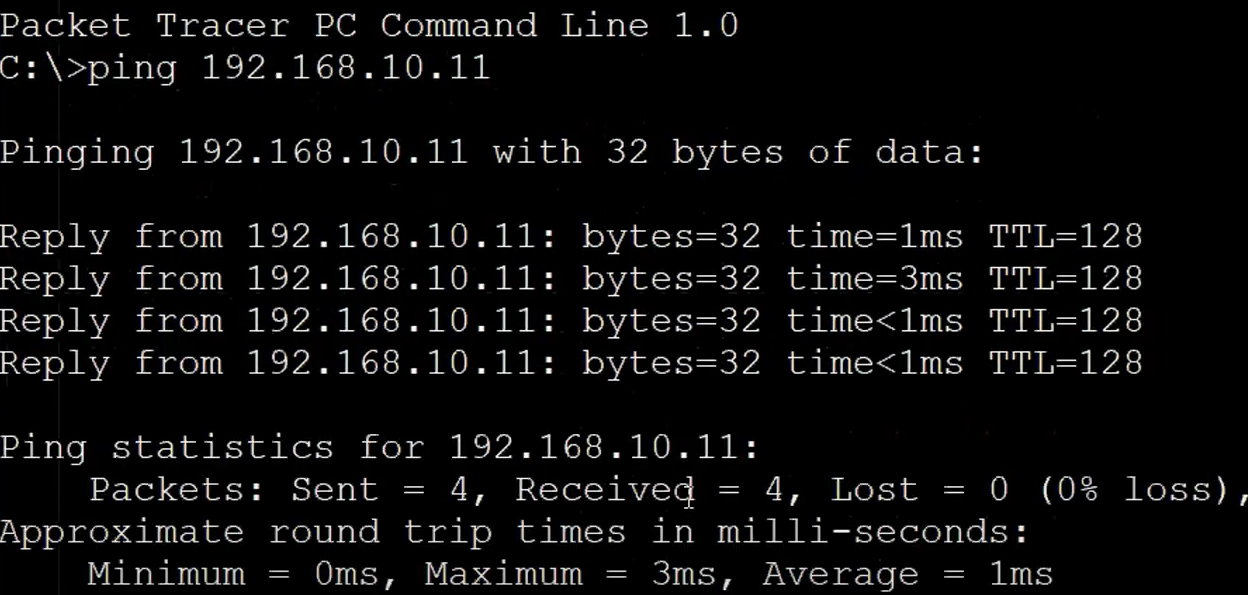 Packet Tracer PC Command Line 1.0
C:\>ping 192.168.10.11
Pinging 192.168.10.11 with 32 bytes of data:
Reply from 192.168.10.11: bytes=32 time=1ms TTL=128
Reply from 192.168.10.11: bytes=32 time=3ms TTL=128
Reply from 192.168.10.11: bytes=32 time<1ms TTL=128
Reply from 192.168.10.11: bytes=32 time<1ms TTL=128
Ping statistics for 192.168.10.11:
    Packets: Sent = 4, Received = 4, Lost = 0 (0% loss),
Approximate round trip times in milli-seconds:
    Minimum = 0ms, Maximum = 3ms, Average = 1ms